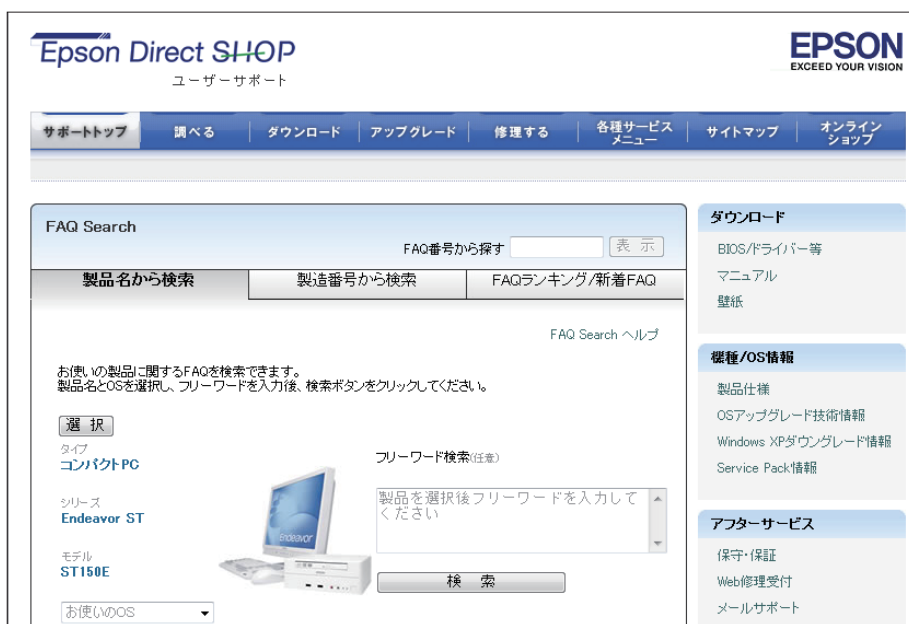 Epson Direct SHOP
ユーザーサポート
EPSON
EXCEED YOUR VISION
サポートトップ
調べる
ダウンロード
アップグレード
修理する
各種サービス
メニュー
サイトマップ
オンライン
ショップ
FAQ Search
FAQ番号から探す
表 示
製品名から検索
製造番号から検索
FAQランキング/新着FAQ
FAQ Search ヘルプ
お使いの製品に関するFAQを検索できます。
製品名とOSを選択し、フリーワードを入力後、検索ボタンをクリックしてください。
選 択
タイプ
コンパクトPC
シリーズ
Endeavor ST
モデル
ST150E
お使いのOS
Endeavor
フリーワード検索(任意)
製品を選択後フリーワードを入力して
ください
検 索
ダウンロード
BIOS/ドライバー等
マニュアル
壁紙
機種/OS情報
製品仕様
OSアップグレード技術情報
Windows XPダウングレード情報
Service Pack情報
アフターサービス
保守・保証
Web修理受付
メールサポート